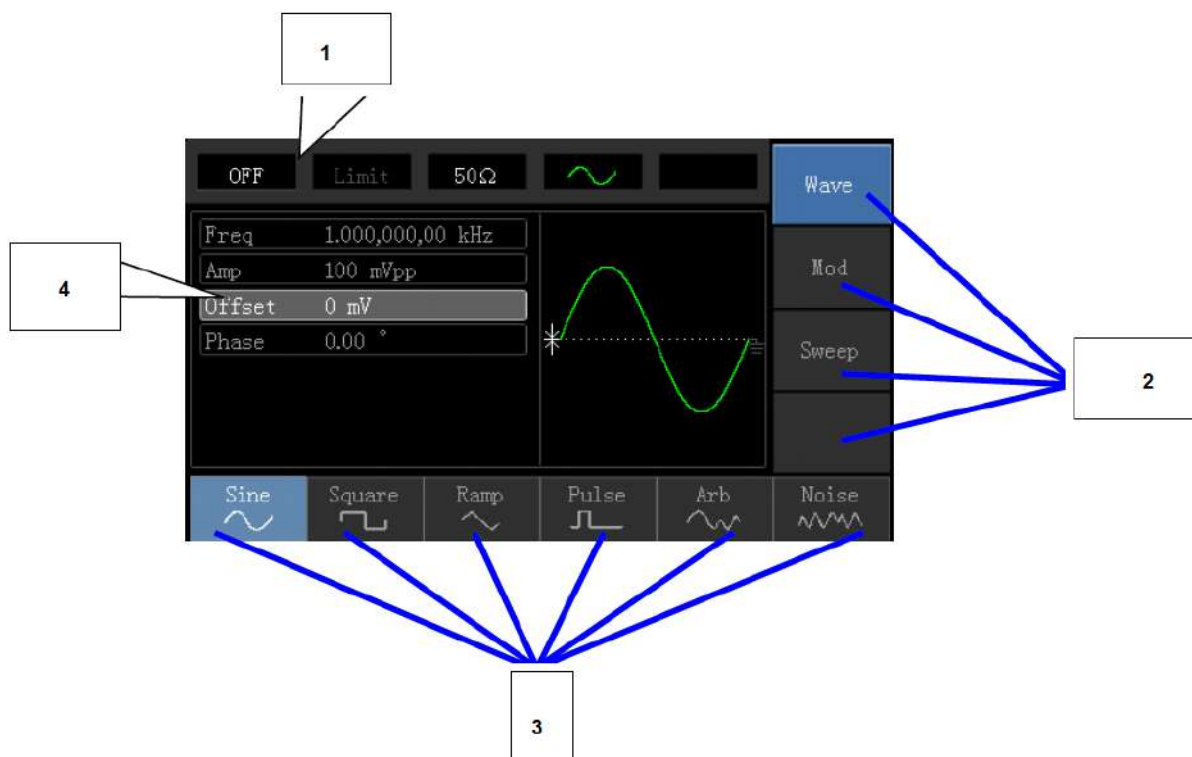 1
OFF Limit 50Ω
Wave
Freq 1.000,000,00 kHz
Mod
Amp 100 mVpp
4
Offset 0 mV
Phase 0.00 °
Sweep
2
Sine Square Ramp Pulse Arb Noise
3